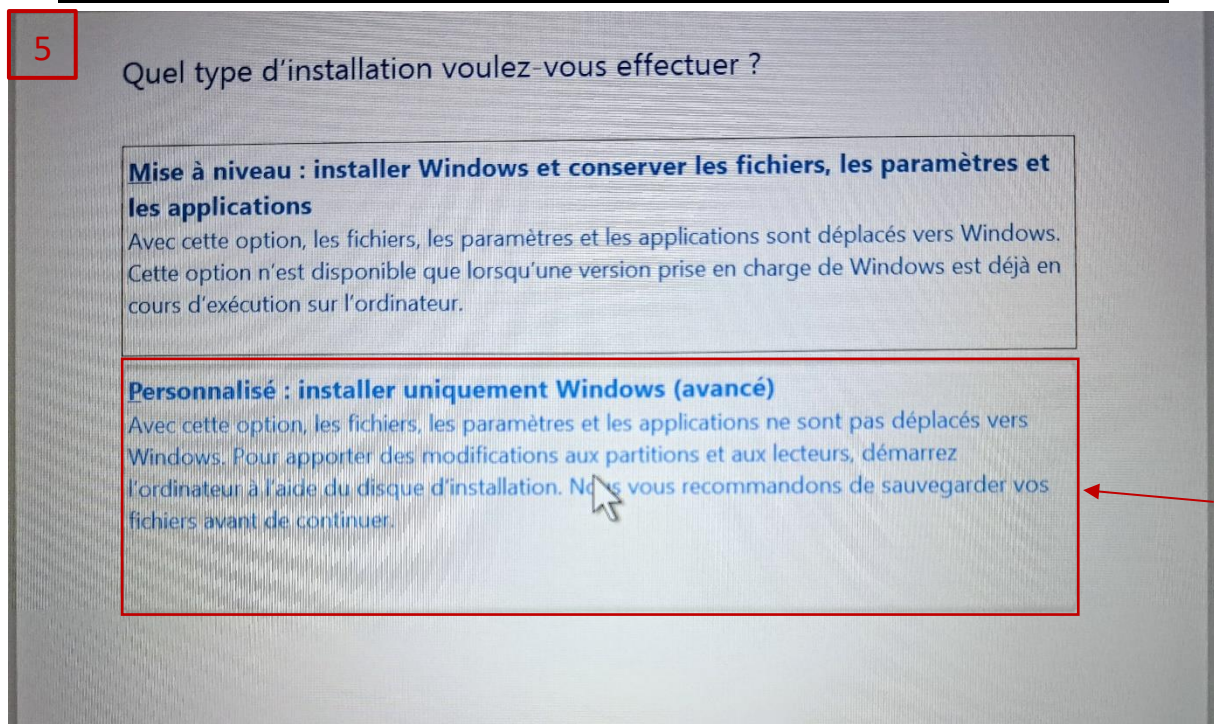 5
Quel type d'installation voulez-vous effectuer ?
Mise à niveau : installer Windows et conserver les fichiers, les paramètres et
les applications
Avec cette option, les fichiers, les paramètres et les applications sont déplacés vers Windows.
Cette option n'est disponible que lorsqu'une version prise en charge de Windows est déjà en
cours d'exécution sur l'ordinateur.
Personnalisé : installer uniquement Windows (avancé)
Avec cette option, les fichiers, les paramètres et les applications ne sont pas déplacés vers
Windows. Pour apporter des modifications aux partitions et aux lecteurs, démarrez
l'ordinateur à l'aide du disque d'installation. Nous vous recommandons de sauvegarder vos
fichiers avant de continuer.